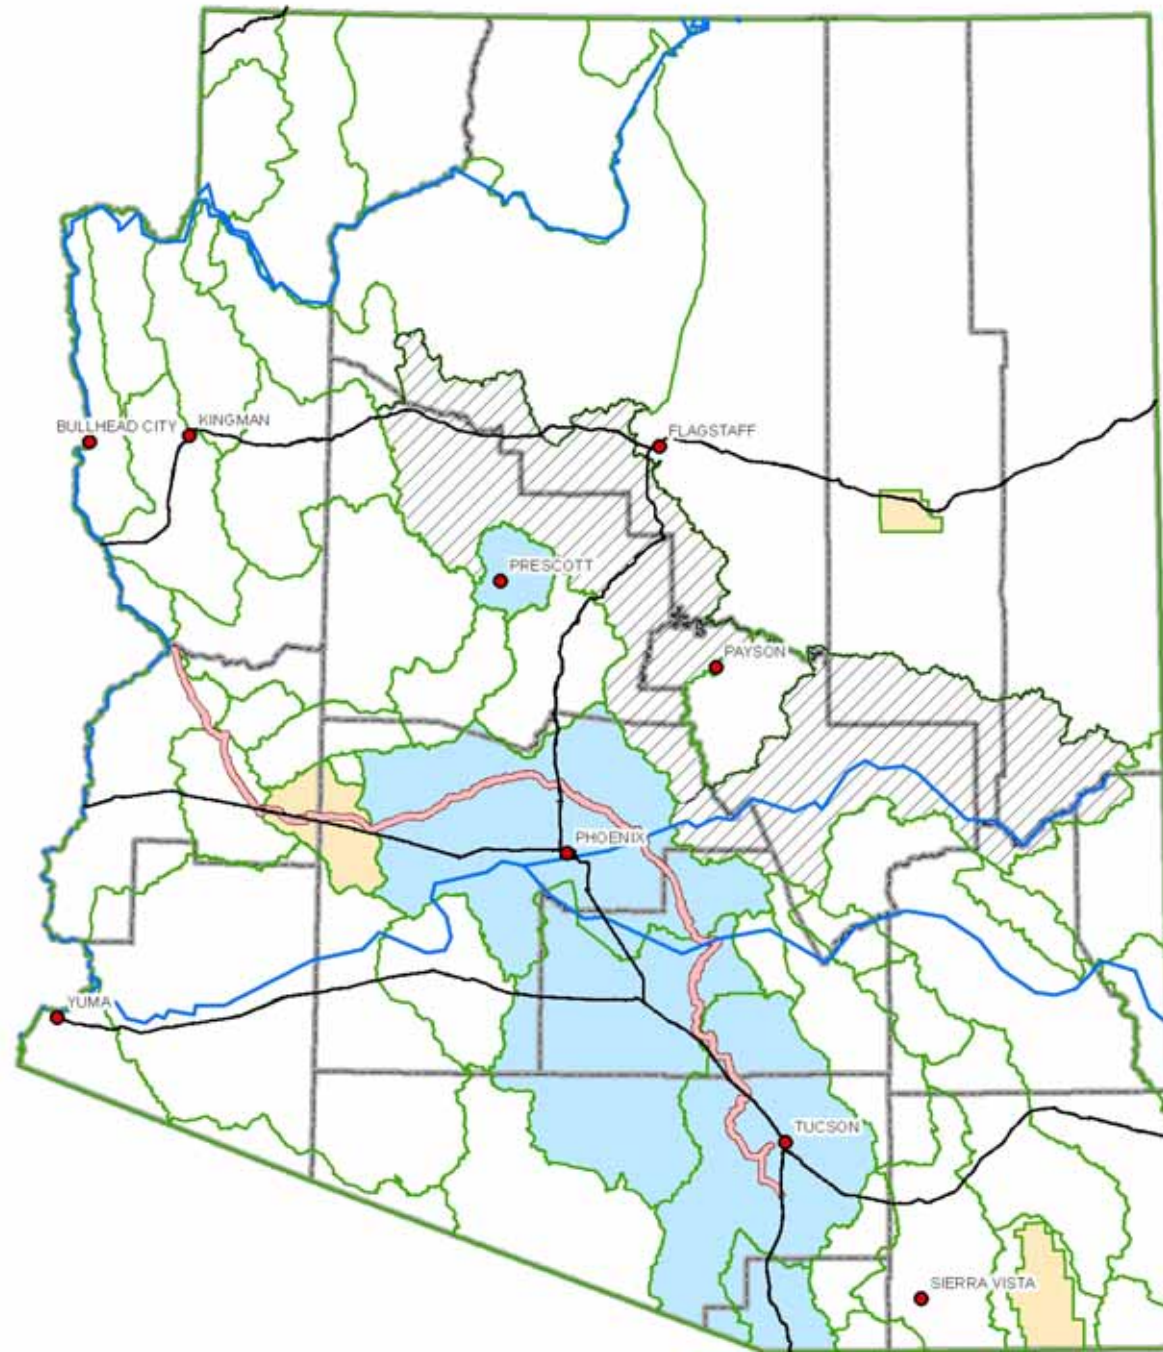 KINGMAN
BULLHEAD CITY
FLAGSTAFF
PRESCOTT
PAYSON
PHOENIX
YUMA
TUCSON
SIERRA VISTA